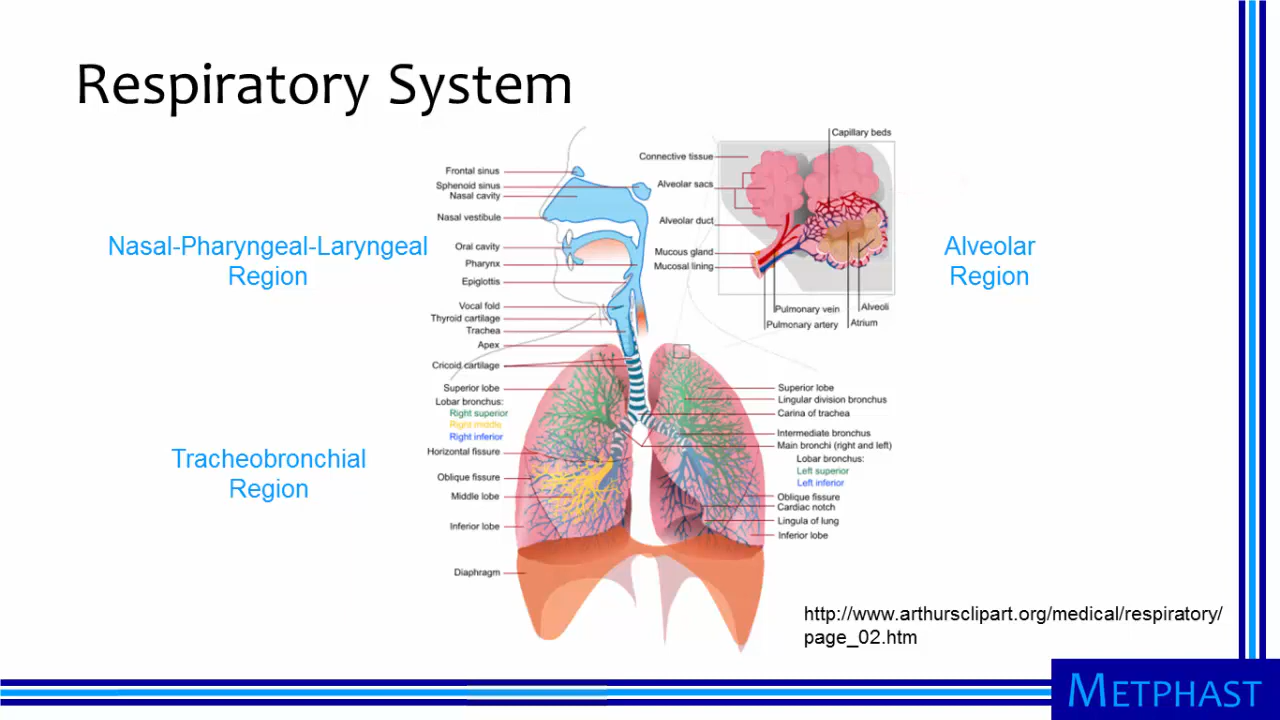 Respiratory System
Capillary beds
Connective tissue
Alveolar sacs
Alveolar duct
Mucous gland
Mucosal lining
Pulmonary vein
Alveoli
Pulmonary artery
Atrium
Alveolar
Region
Nasal-Pharyngeal-Laryngeal
Region
Frontal sinus
Sphenoid sinus
Nasal cavity
Nasal vestibule
Oral cavity
Pharynx
Epiglottis
Vocal fold
Thyroid cartilage
Trachea
Apex
Cricoid cartilage
Superior lobe
Lobar bronchus:
Right superior
Right middle
Right inferior
Horizontal fissure
Oblique fissure
Middle lobe
Inferior lobe
Diaphragm
Tracheobronchial
Region
Superior lobe
Lingular division bronchus
Carina of trachea
Intermediate bronchus
Main bronchi (right and left)
Lobar bronchus:
Left superior
Left inferior
Oblique fissure
Cardiac notch
Lingula of lung
Inferior lobe
http://www.arthursclipart.org/medical/respiratory/
page_02.htm
METPHAST